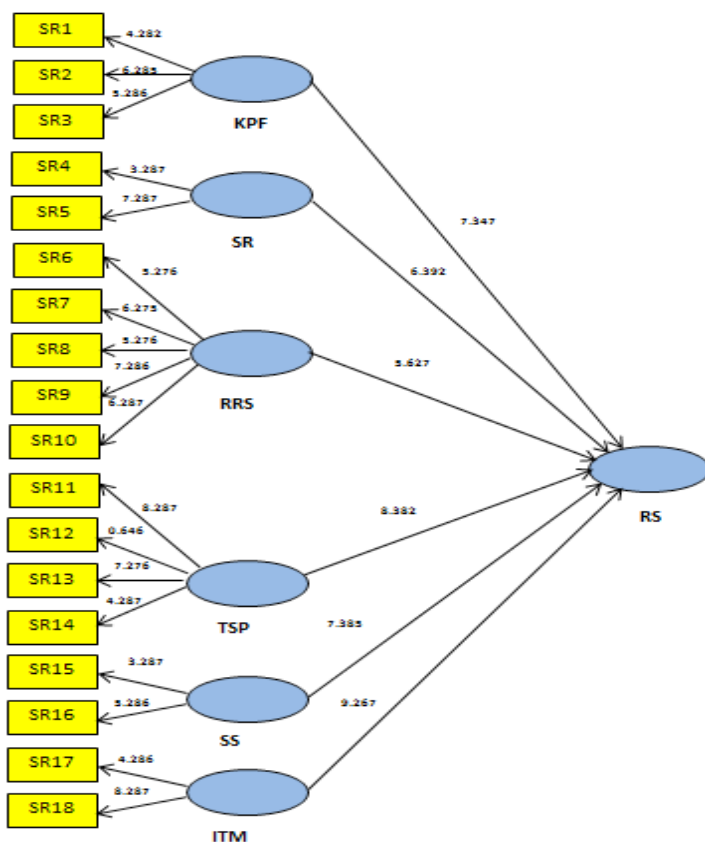 SR1
4.282
SR2
6.285
SR3
5.286
KPF
SR4
3.287
SR5
7.287
SR
7.347
6.392
SR6
5.276
SR7
6.275
SR8
5.276
SR9
7.286
SR10
6.287
RRS
5.627
RS
SR11
8.287
SR12
0.646
SR13
7.276
SR14
4.287
TSP
8.382
SR15
3.287
SR16
5.286
SS
7.385
9.267
SR17
4.286
SR18
8.287
ITM